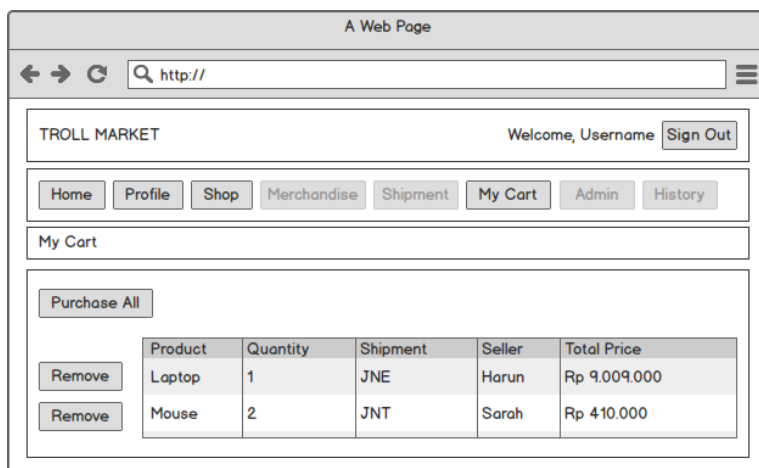 A Web Page
http://
TROLL MARKET Welcome, Username Sign Out
Home Profile Shop Merchandise Shipment My Cart Admin History
My Cart
Purchase All
Product Quantity Shipment Seller Total Price
Remove Laptop 1 JNE Harun Rp 9.009.000
Remove Mouse 2 JNT Sarah Rp 410.000